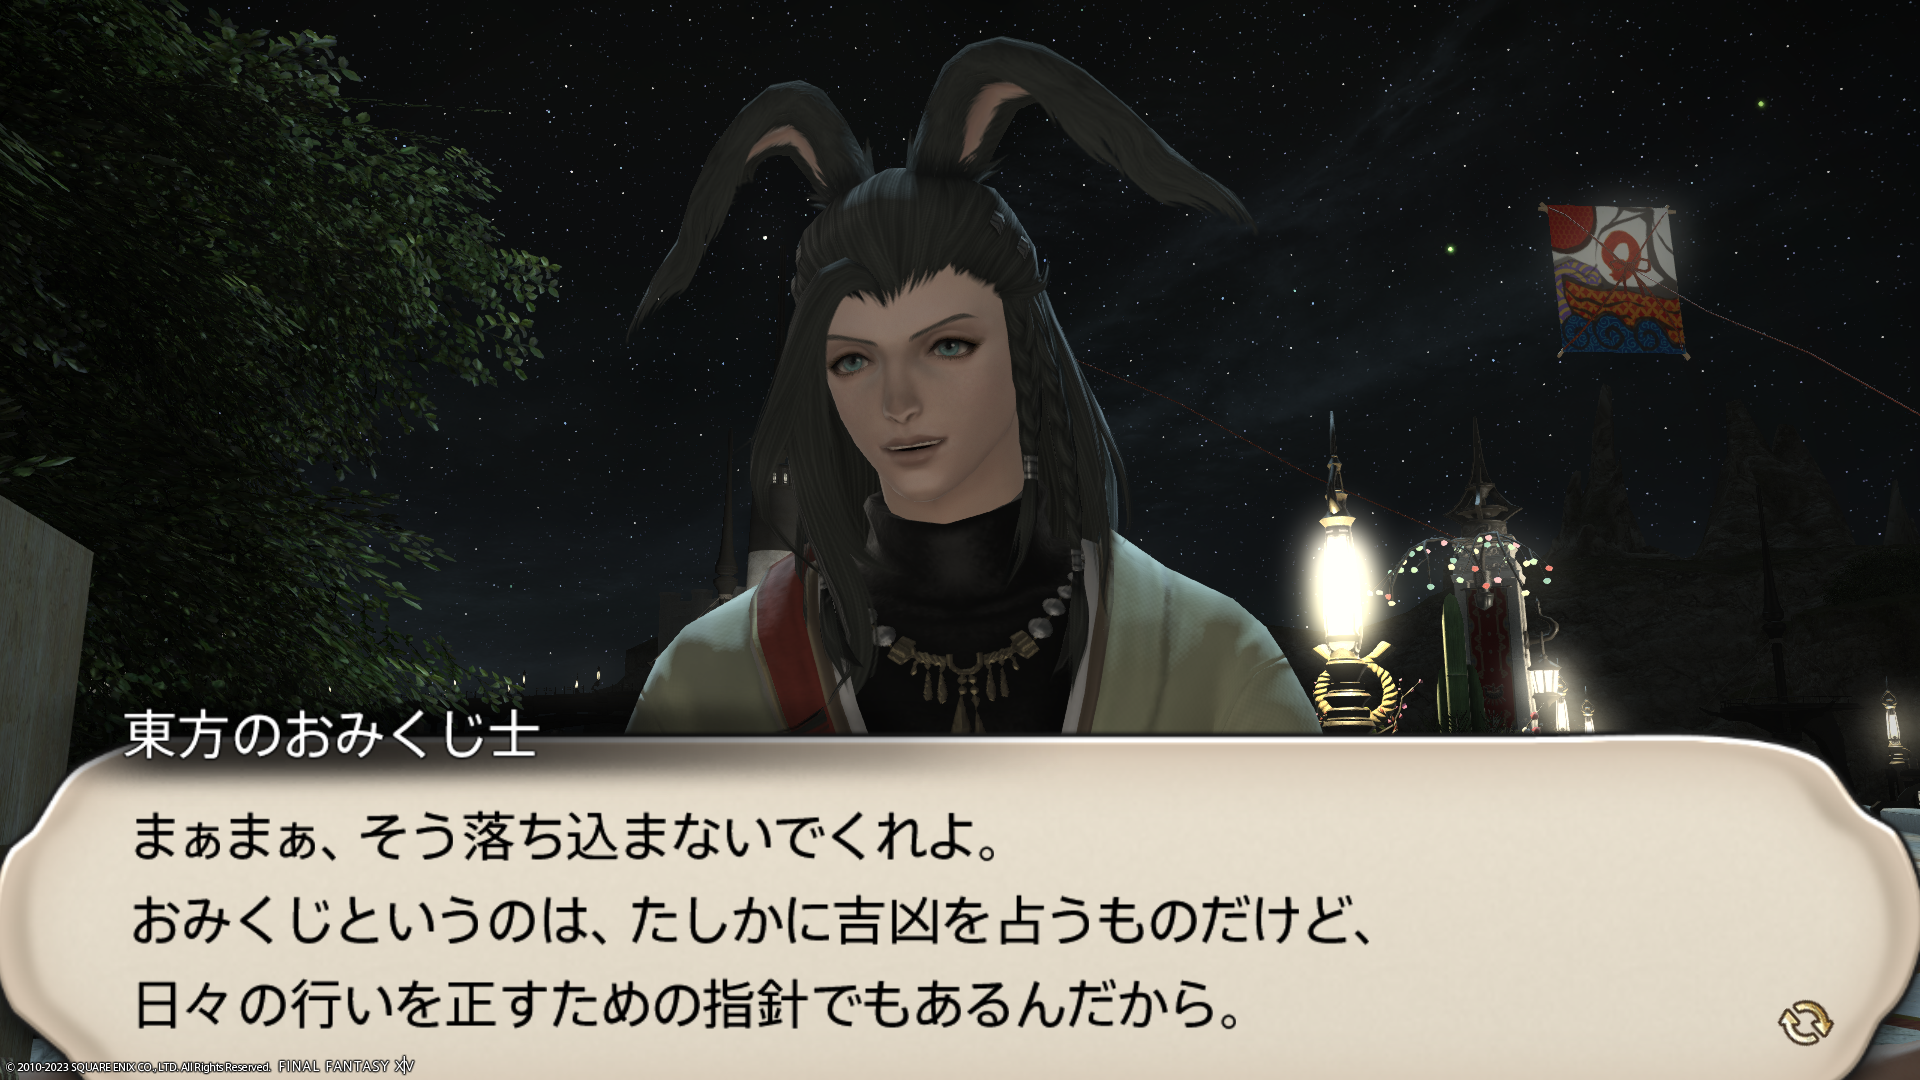 東方のおみくじ士
まぁまぁ、そう落ち込まないでくれよ。
おみくじというのは、たしかに吉凶を占うものだけど、
日々の行いを正すための指針でもあるんだから。
© 2010-2023 SQUARE ENIX CO., LTD. All Rights Reserved. FINAL FANTASY XIV